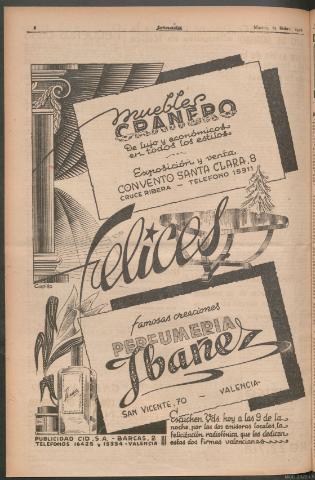 8
Jornada
Muebles
GRANERO
De lujo y económicos
en todos los estilos
Exposición y venta
CONVENTO SANTA CLARA, 8
CRUCE RIBERA - TELEFONO 15911
Felices
famosas creaciones
PERFUMERIA
Ibañez
SAN VICENTE, 70 - VALENCIA-
Escuchen Vds. hoy a las 9 de la
noche, por las dos emisoras locales, la
felicitación radiofónica que les dedican
estas dos firmas valencianas
PUBLICIDAD CID, S.A. - BARCAS, 2
TELEFONOS 16425 y 15354 - VALENCIA